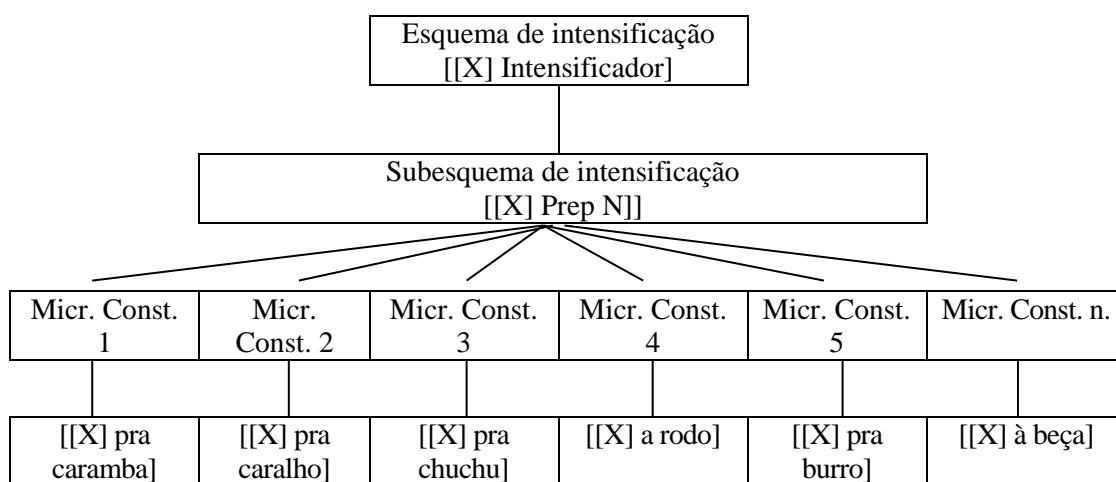 Esquema de intensificação
[[X] Intensificador]
Subesquema de intensificação
[[X] Prep N]]
Micr. Const.
1
Micr.
Const. 2
Micr. Const.
3
Micr. Const.
4
Micr. Const.
5
Micr. Const. n.
[[X] pra
caramba]
[[X] pra
caralho]
[[X] pra
chuchu]
[[X] a rodo]
[[X] pra
burro]
[[X] à beça]